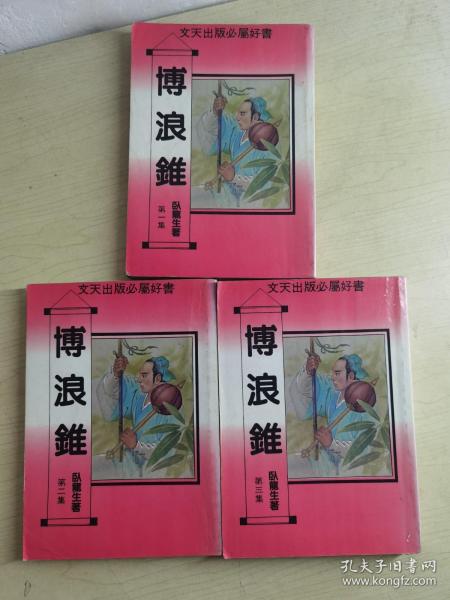 文天出版必屬好書
博浪錐
臥龍生著
第一集
文天出版必屬好書
博浪錐
臥龍生著
第二集
文天出版必屬好書
博浪錐
臥龍生著
第三集
孔夫子旧书网
www.kongfz.com